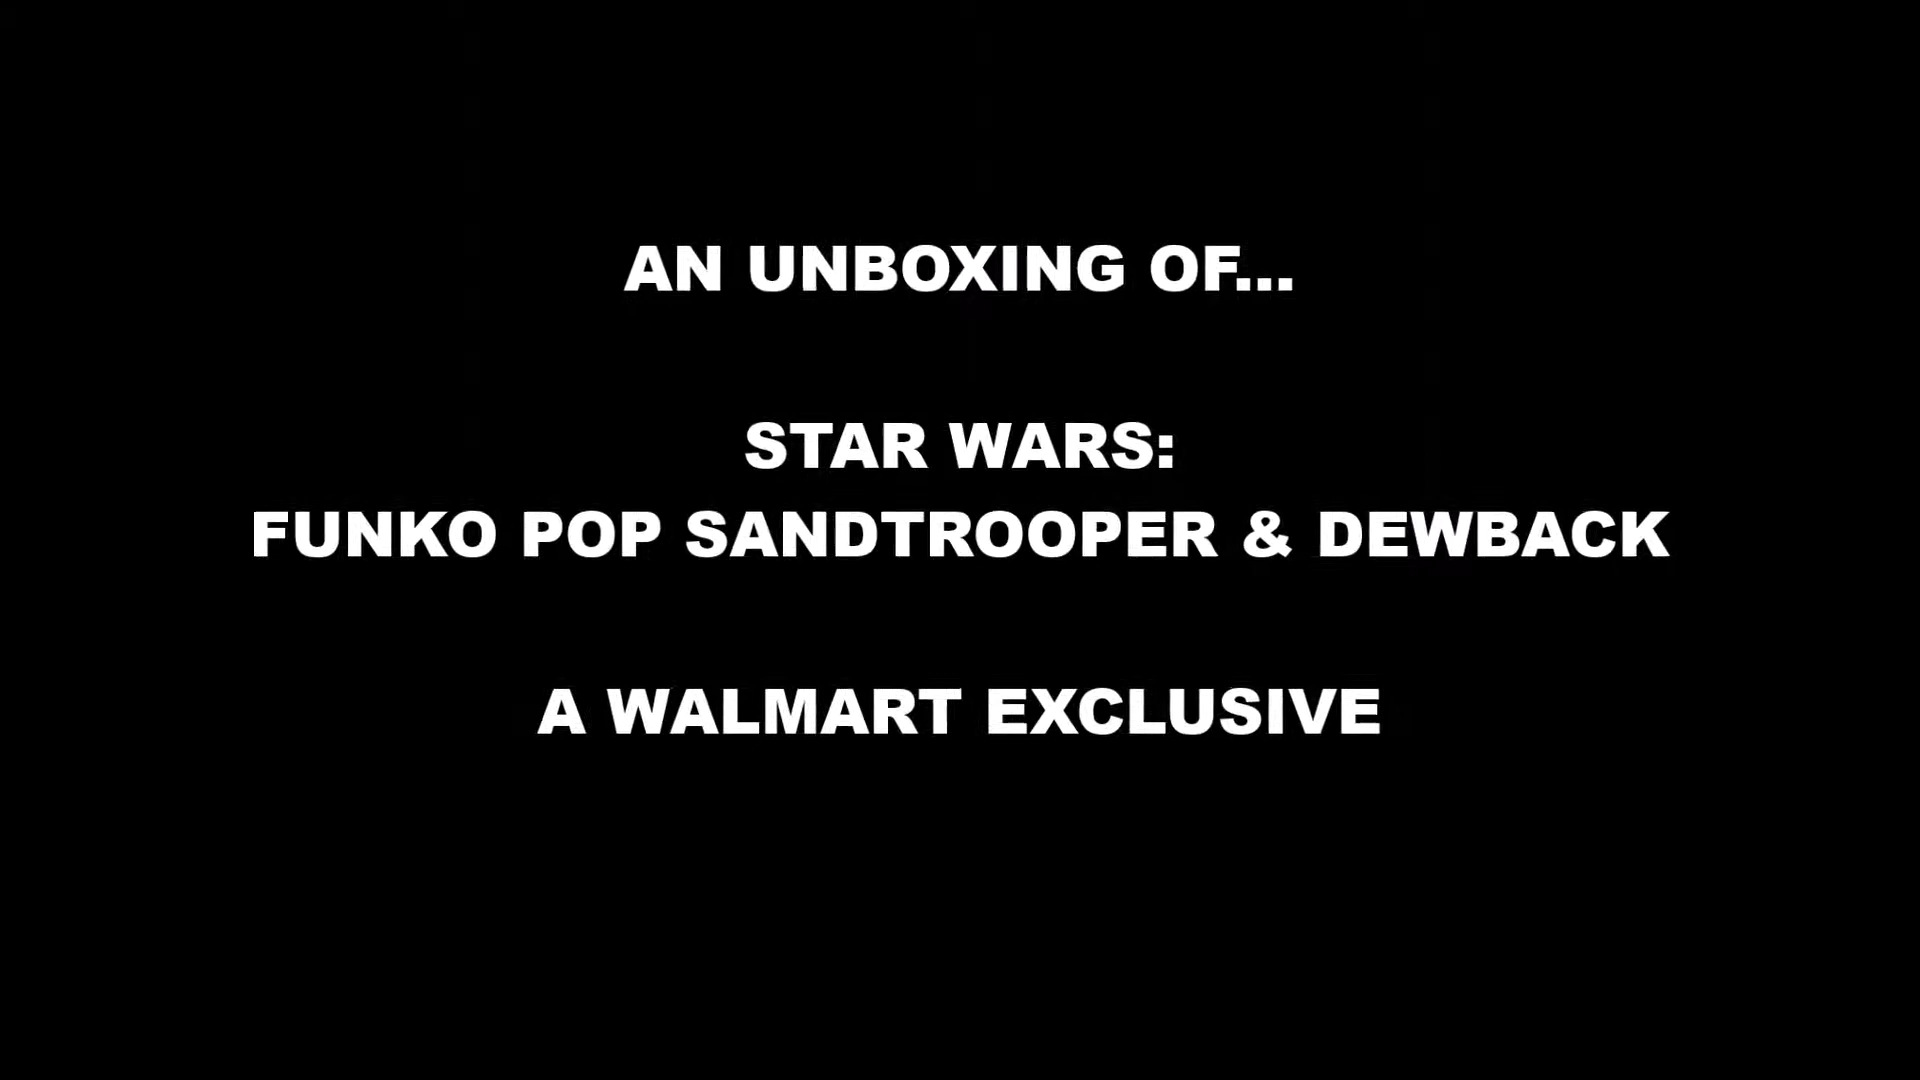 AN UNBOXING OF...
STAR WARS:
FUNKO POP SANDTROOPER & DEWBACK
A WALMART EXCLUSIVE